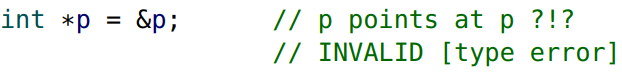 int *p = &p;      // p points at p ?!?
                  // INVALID [type error]